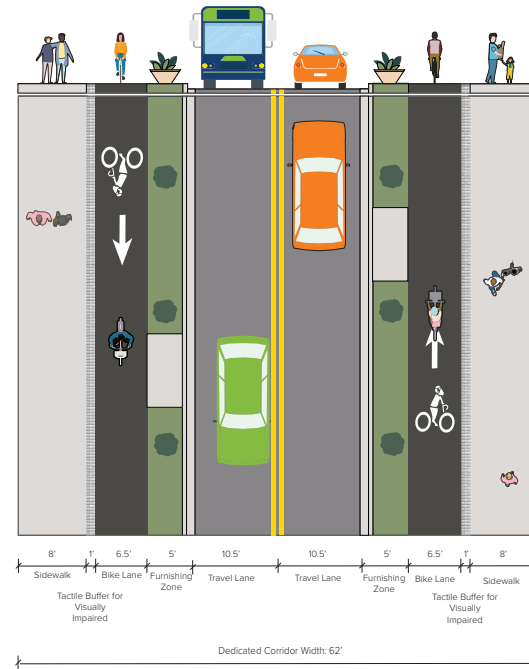 8’ 1’ 6.5’ 5’ 10.5’ 10.5’ 5’ 6.5’ 1’ 8’
Sidewalk Bike Lane Furnishing Zone Travel Lane Travel Lane Furnishing Zone Bike Lane Sidewalk
Tactile Buffer for
Visually
Impaired
Tactile Buffer for
Visually
Impaired
Dedicated Corridor Width: 62’